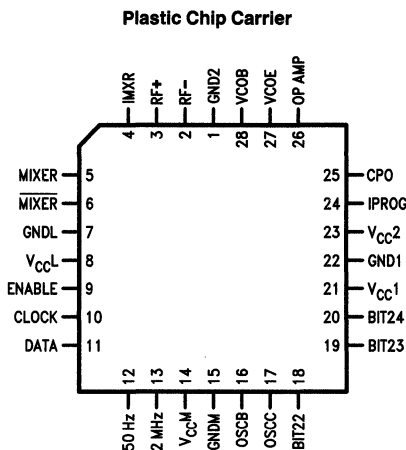 Plastic Chip Carrier
IMXR
RF+
RF-
GND2
VCOB
VCOE
OP AMP
4
3
2
1
28
27
26
MIXER 5
MIXER 6
GNDL 7
VCCL 8
ENABLE 9
CLOCK 10
DATA 11
25 CPO
24 IPROG
23 VCC2
22 GND1
21 VCC1
20 BIT24
19 BIT23
12
13
14
15
16
17
18
50 Hz
2 MHz
VCCM
GNDM
OSCB
OSCC
BIT22